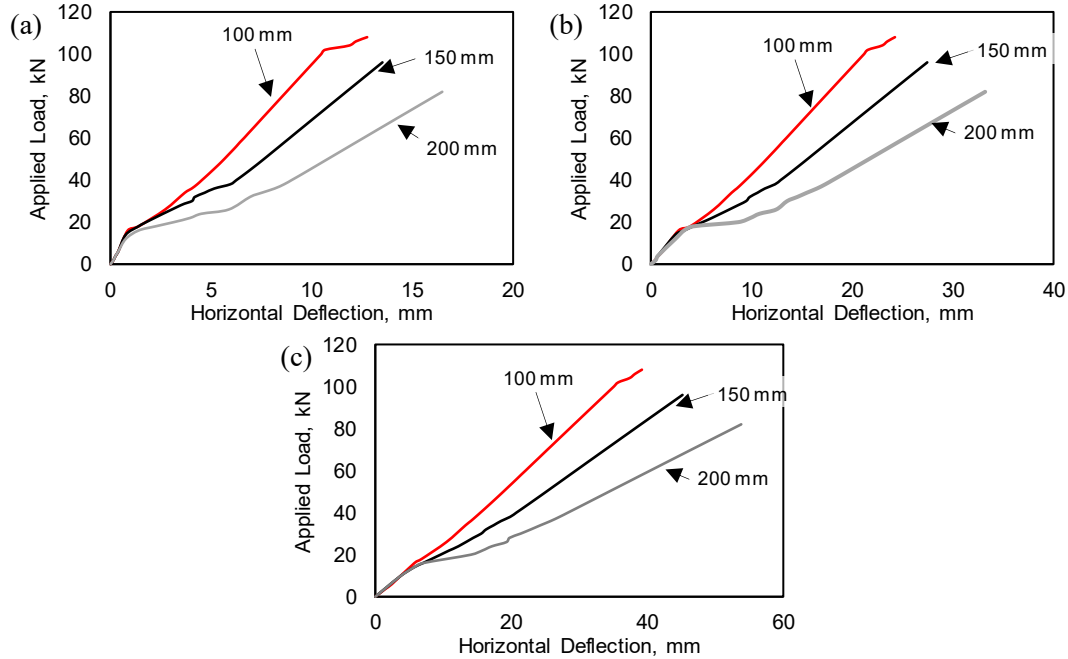 (a)
120
100
80
60
40
20
0
Applied Load, kN
100 mm
150 mm
200 mm
0 5 10 15 20
Horizontal Deflection, mm
(b)
120
100
80
60
40
20
0
Applied Load, kN
100 mm
150 mm
200 mm
0 10 20 30 40
Horizontal Deflection, mm
(c)
120
100
80
60
40
20
0
Applied Load, kN
100 mm
150 mm
200 mm
0 20 40 60
Horizontal Deflection, mm